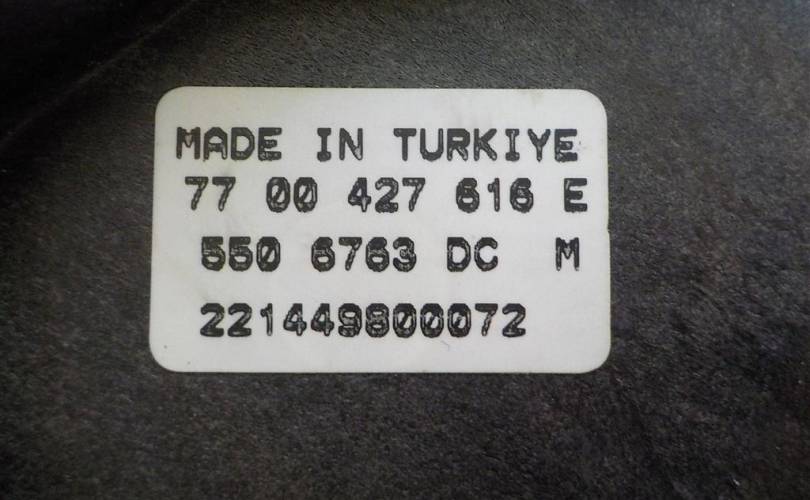 MADE IN TURKIYE
77 00 427 616 E
550 6763 DC M
221449800072